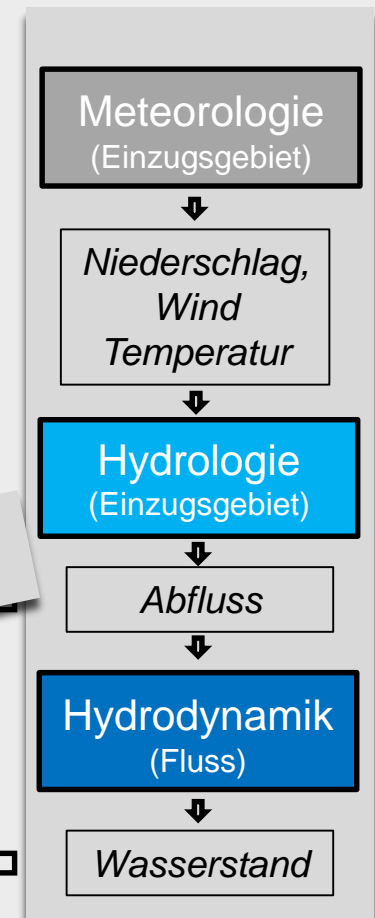 Meteorologie
(Einzugsgebiet)
Niederschlag,
Wind
Temperatur
Hydrologie
(Einzugsgebiet)
Abfluss
Hydrodynamik
(Fluss)
Wasserstand